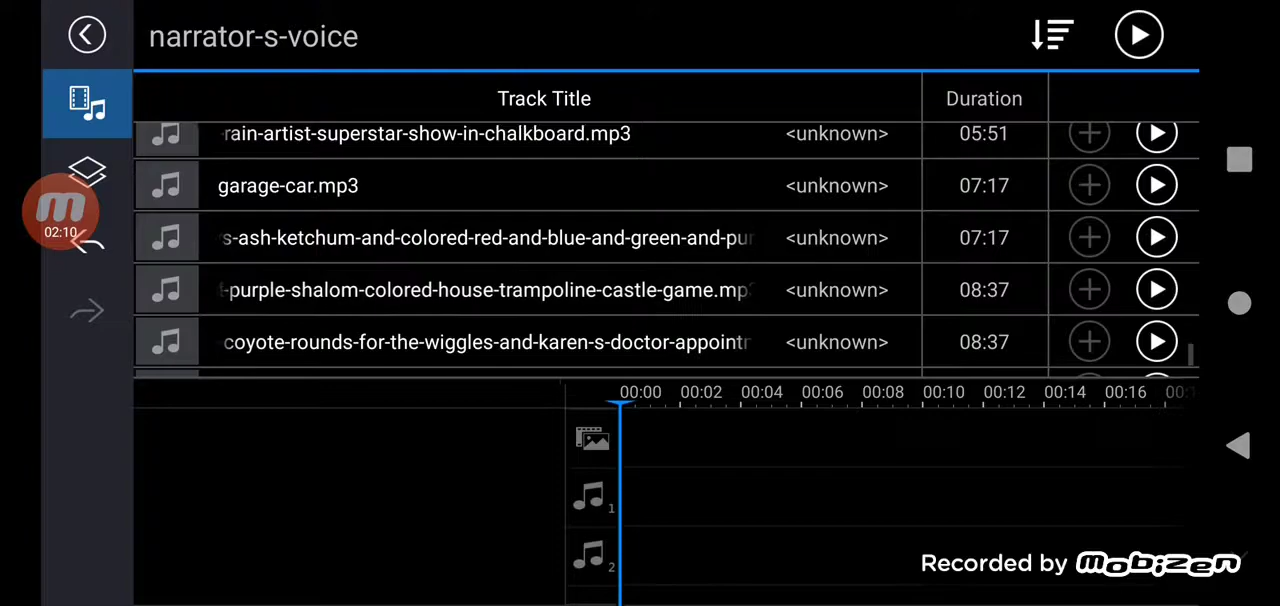 narrator-s-voice
Track Title Duration
rain-artist-superstar-show-in-chalkboard.mp3 <unknown> 05:51
garage-car.mp3 <unknown> 07:17
s-ash-ketchum-and-colored-red-and-blue-and-green-and-pur <unknown> 07:17
f-purple-shalom-colored-house-trampoline-castle-game.mp3 <unknown> 08:37
coyote-rounds-for-the-wiggles-and-karen-s-doctor-appoint <unknown> 08:37
02:10
00:00 00:02 00:04 00:06 00:08 00:10 00:12 00:14 00:16
1
2
Recorded by mobizen